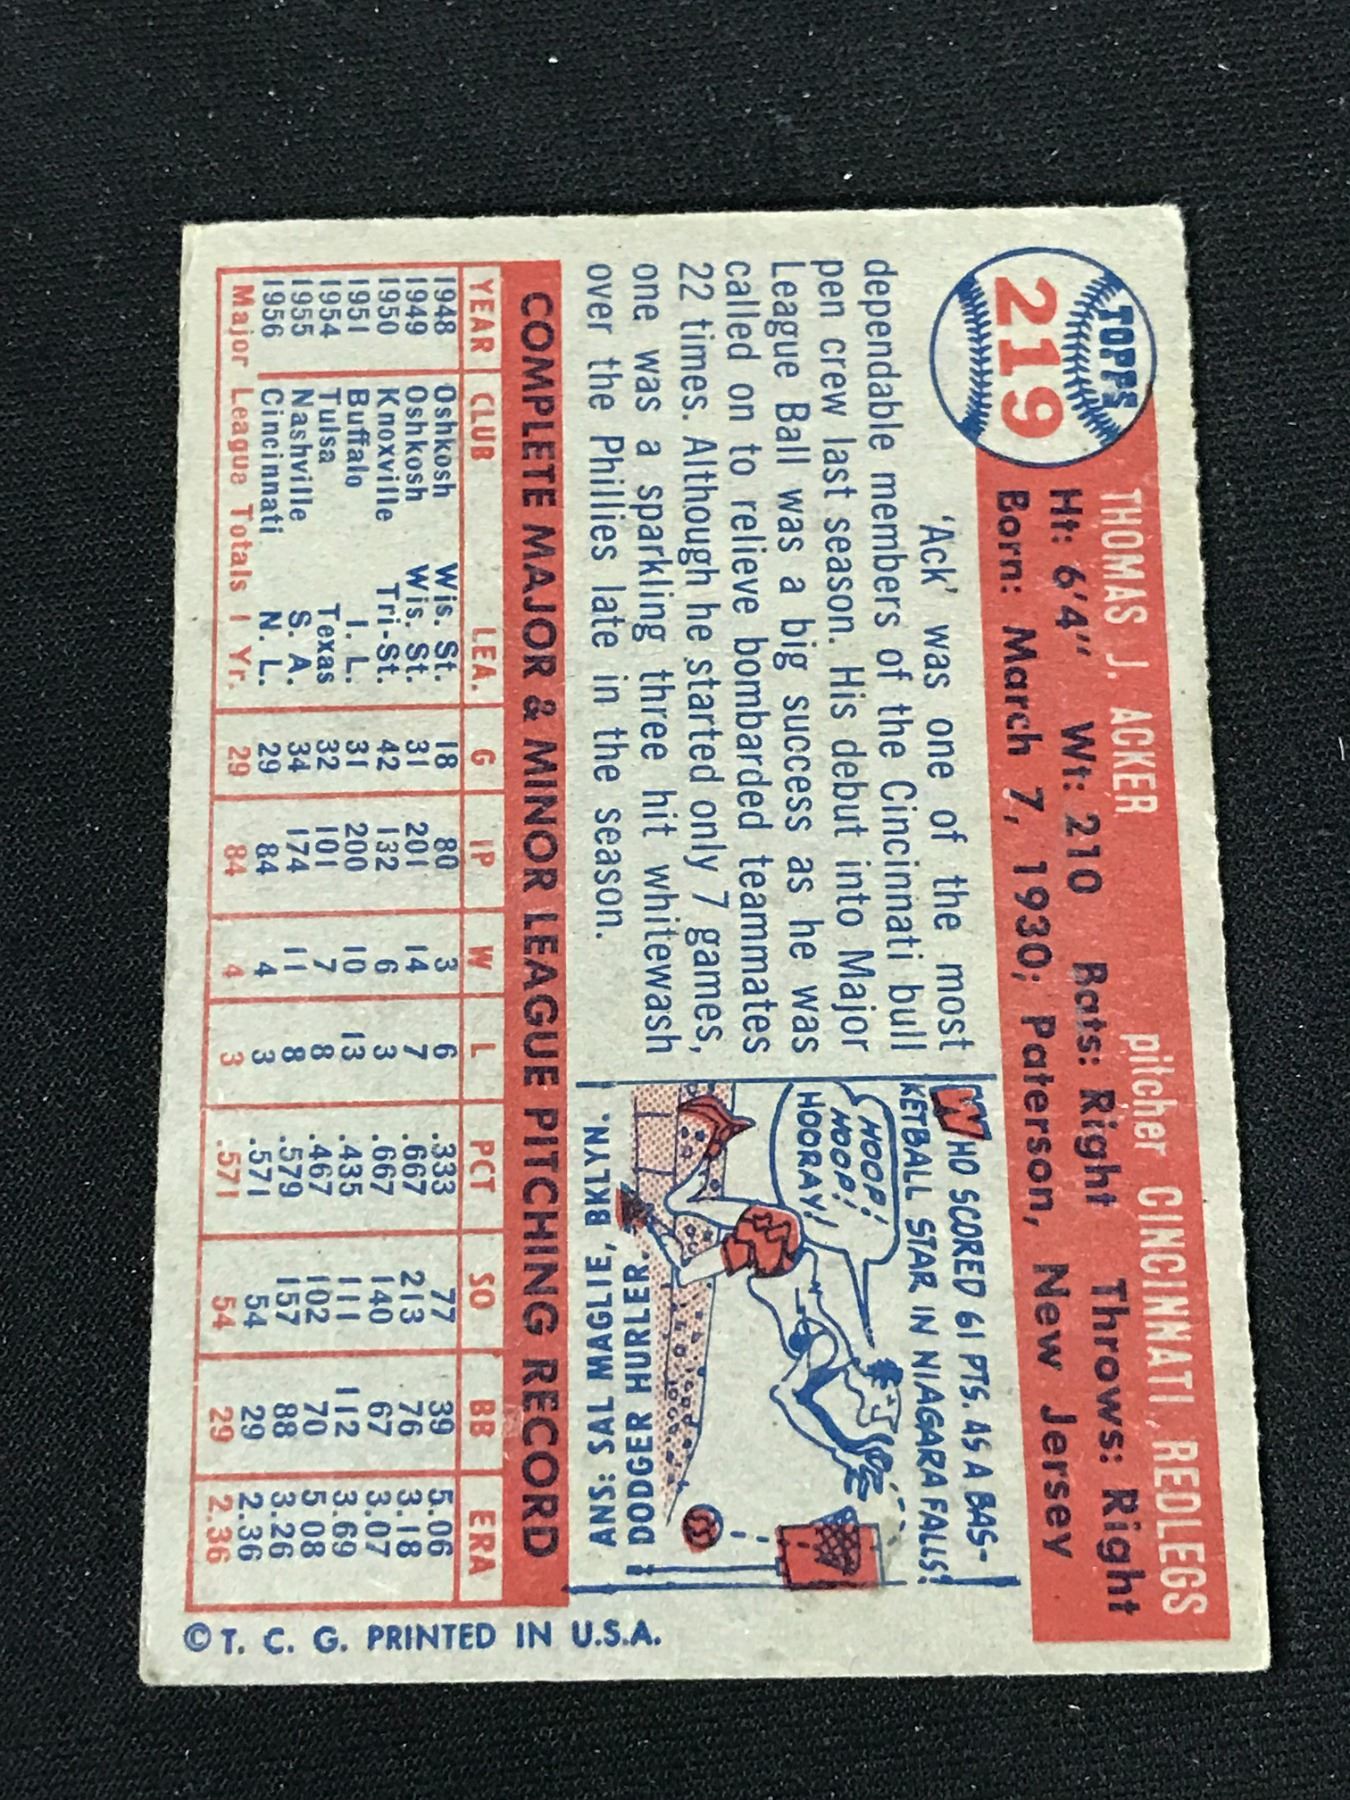 TOPPS
219
THOMAS J. ACKER pitcher CINCINNATI, REDLEGS
Ht: 6'4" Wt: 210 Bats: Right Throws: Right
Born: March 7, 1930; Paterson, New Jersey
'Ack' was one of the most
dependable members of the Cincinnati bull
pen crew last season. His debut into Major
League Ball was a big success as he was
called on to relieve bombarded teammates
22 times. Although he started only 7 games,
one was a sparkling three hit whitewash
over the Phillies late in the season.
WHO SCORED 61 PTS. AS A BAS-
KETBALL STAR IN NIAGARA FALLS?
HOOP!
HOOP!
HOORAY!
ANS: SAL MAGLIE, BKLYN.
DODGER HURLER.
COMPLETE MAJOR & MINOR LEAGUE PITCHING RECORD
YEAR CLUB LEA. G IP W L PCT SO BB ERA
1948 Oshkosh Wis. St. 18 80 3 6 .333 77 39 5.06
1949 Oshkosh Wis. St. 31 201 14 7 .667 213 76 3.18
1950 Knoxville Tri-St. 42 132 6 3 .667 140 67 3.07
1951 Buffalo I. L. 31 200 10 13 .435 111 112 3.69
1954 Tulsa Texas 32 101 7 8 .467 102 70 5.08
1955 Nashville S. A. 34 174 11 8 .579 157 88 3.26
1956 Cincinnati N. L. 29 84 4 3 .571 54 29 2.36
Major League Totals 1 Yr. 29 84 4 3 .571 54 29 2.36
© T. C. G. PRINTED IN U.S.A.